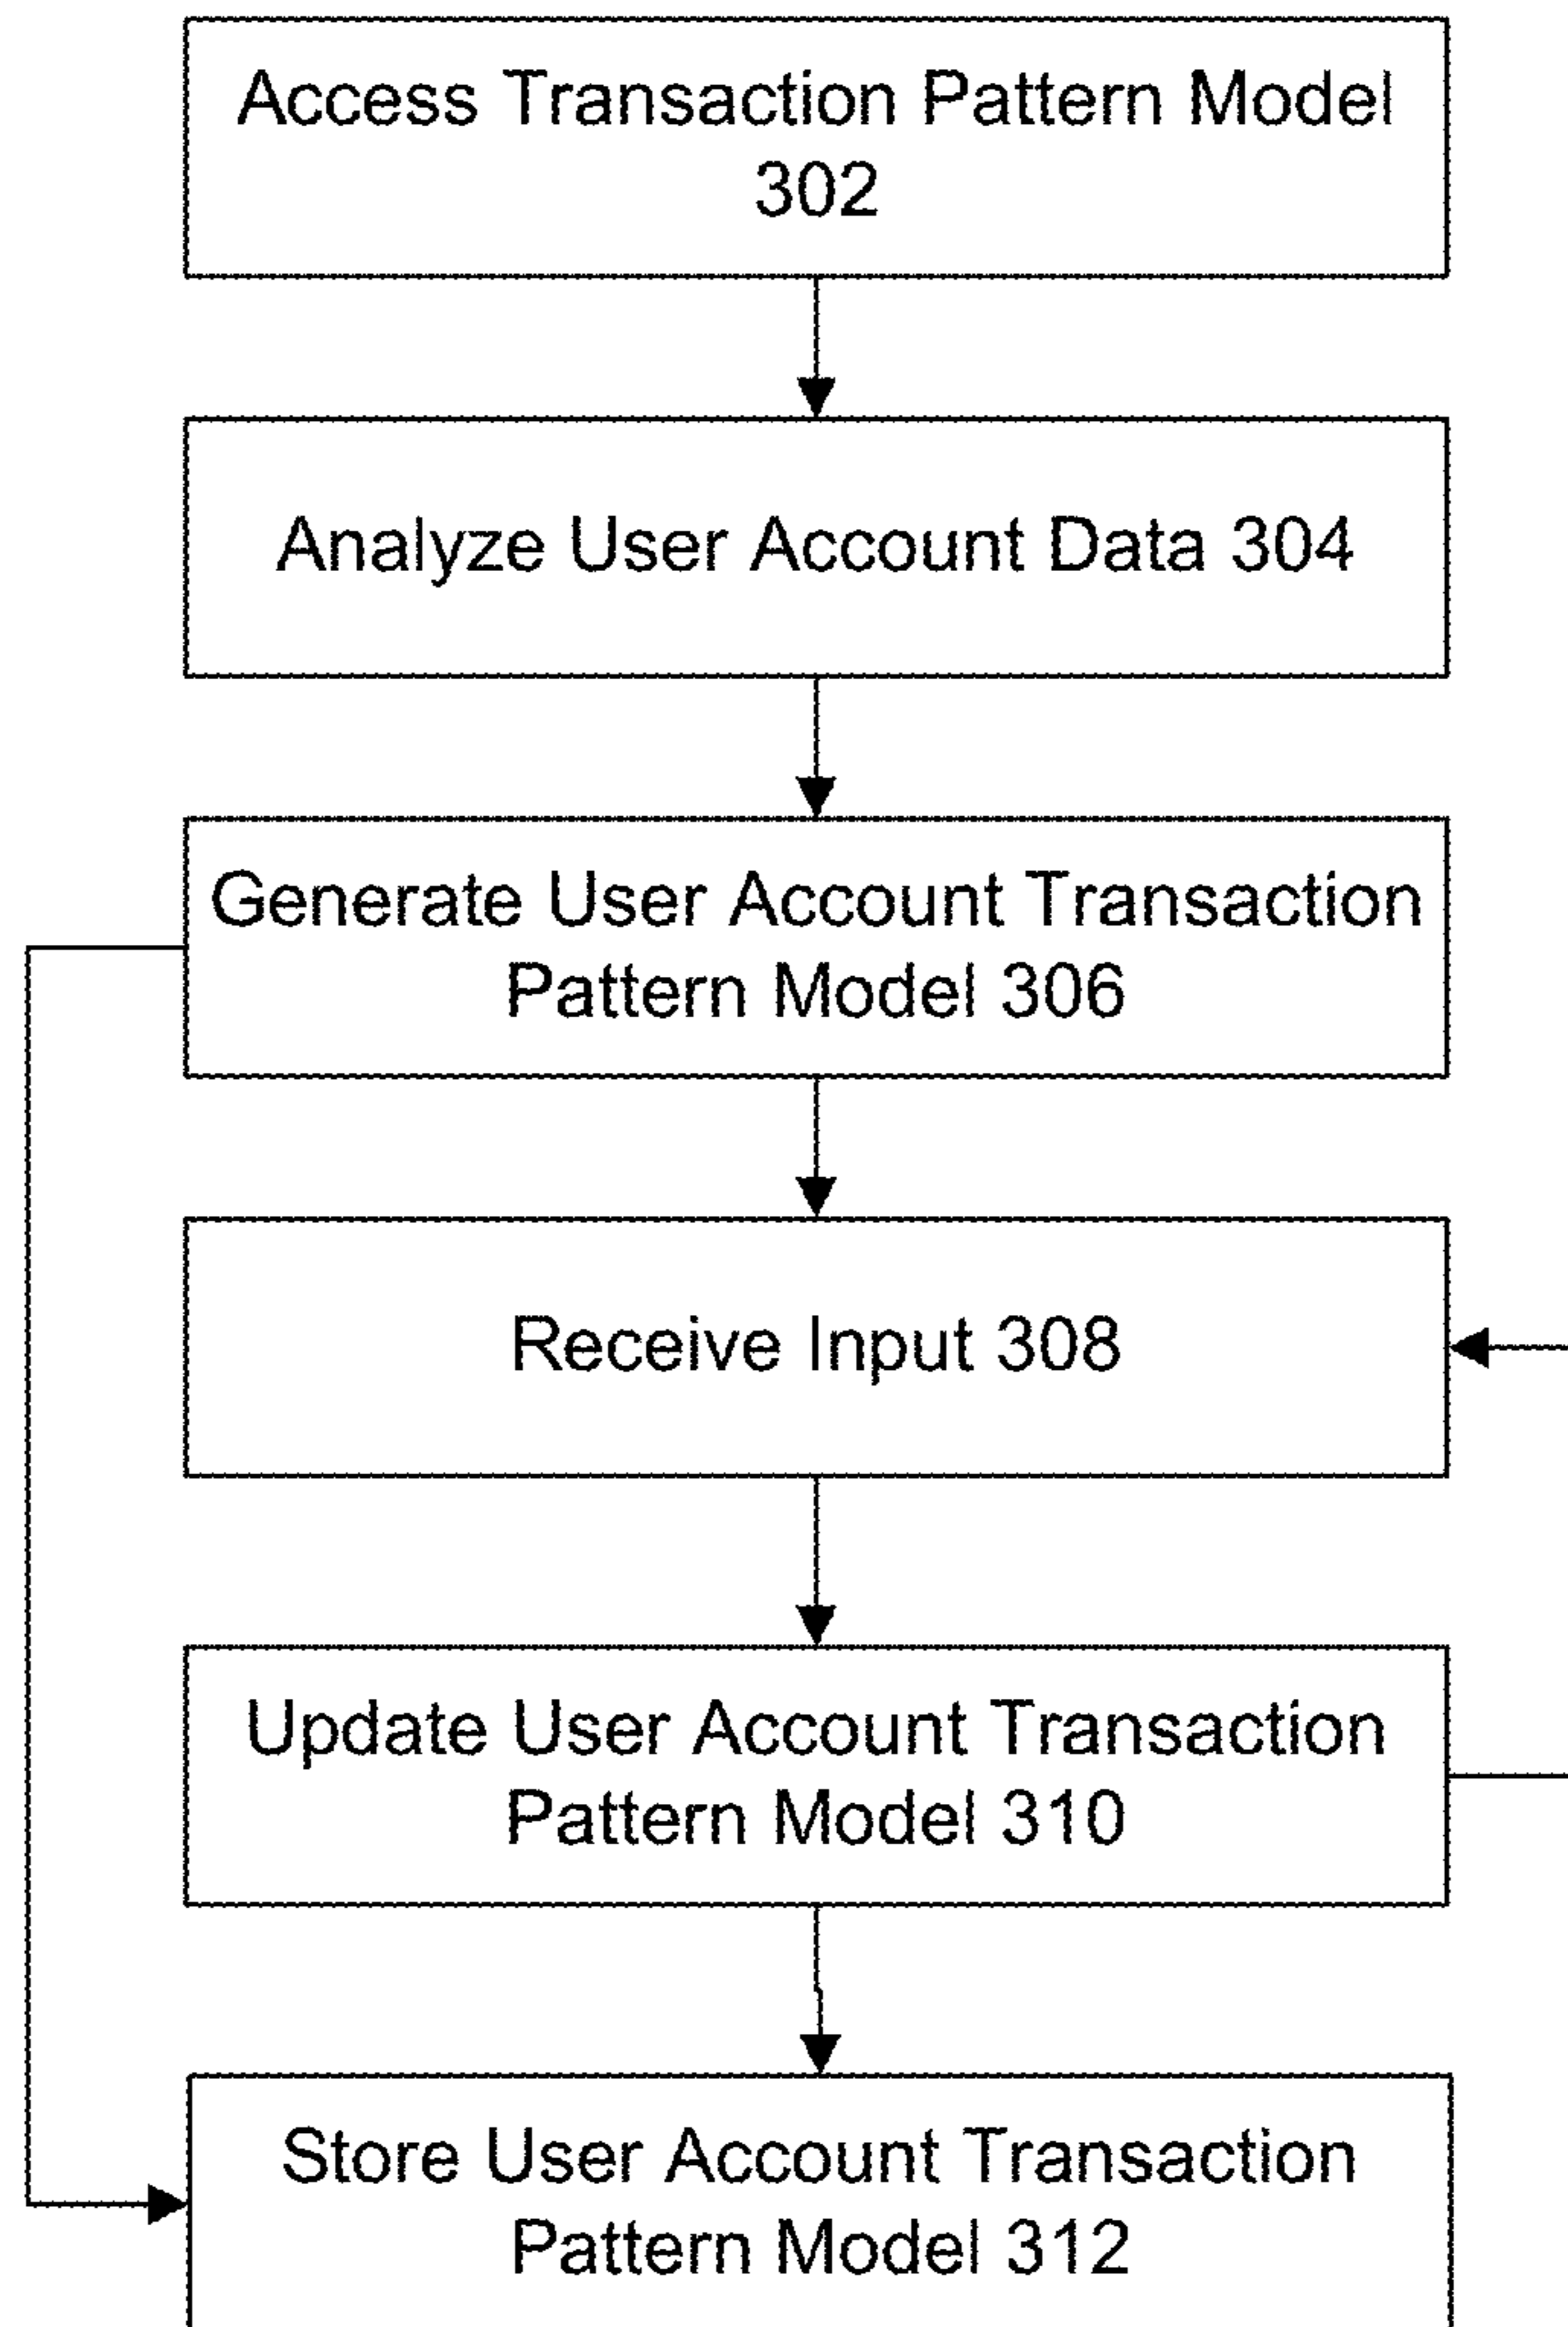 Access Transaction Pattern Model
302
Analyze User Account Data 304
Generate User Account Transaction
Pattern Model 306
Receive Input 308
Update User Account Transaction
Pattern Model 310
Store User Account Transaction
Pattern Model 312